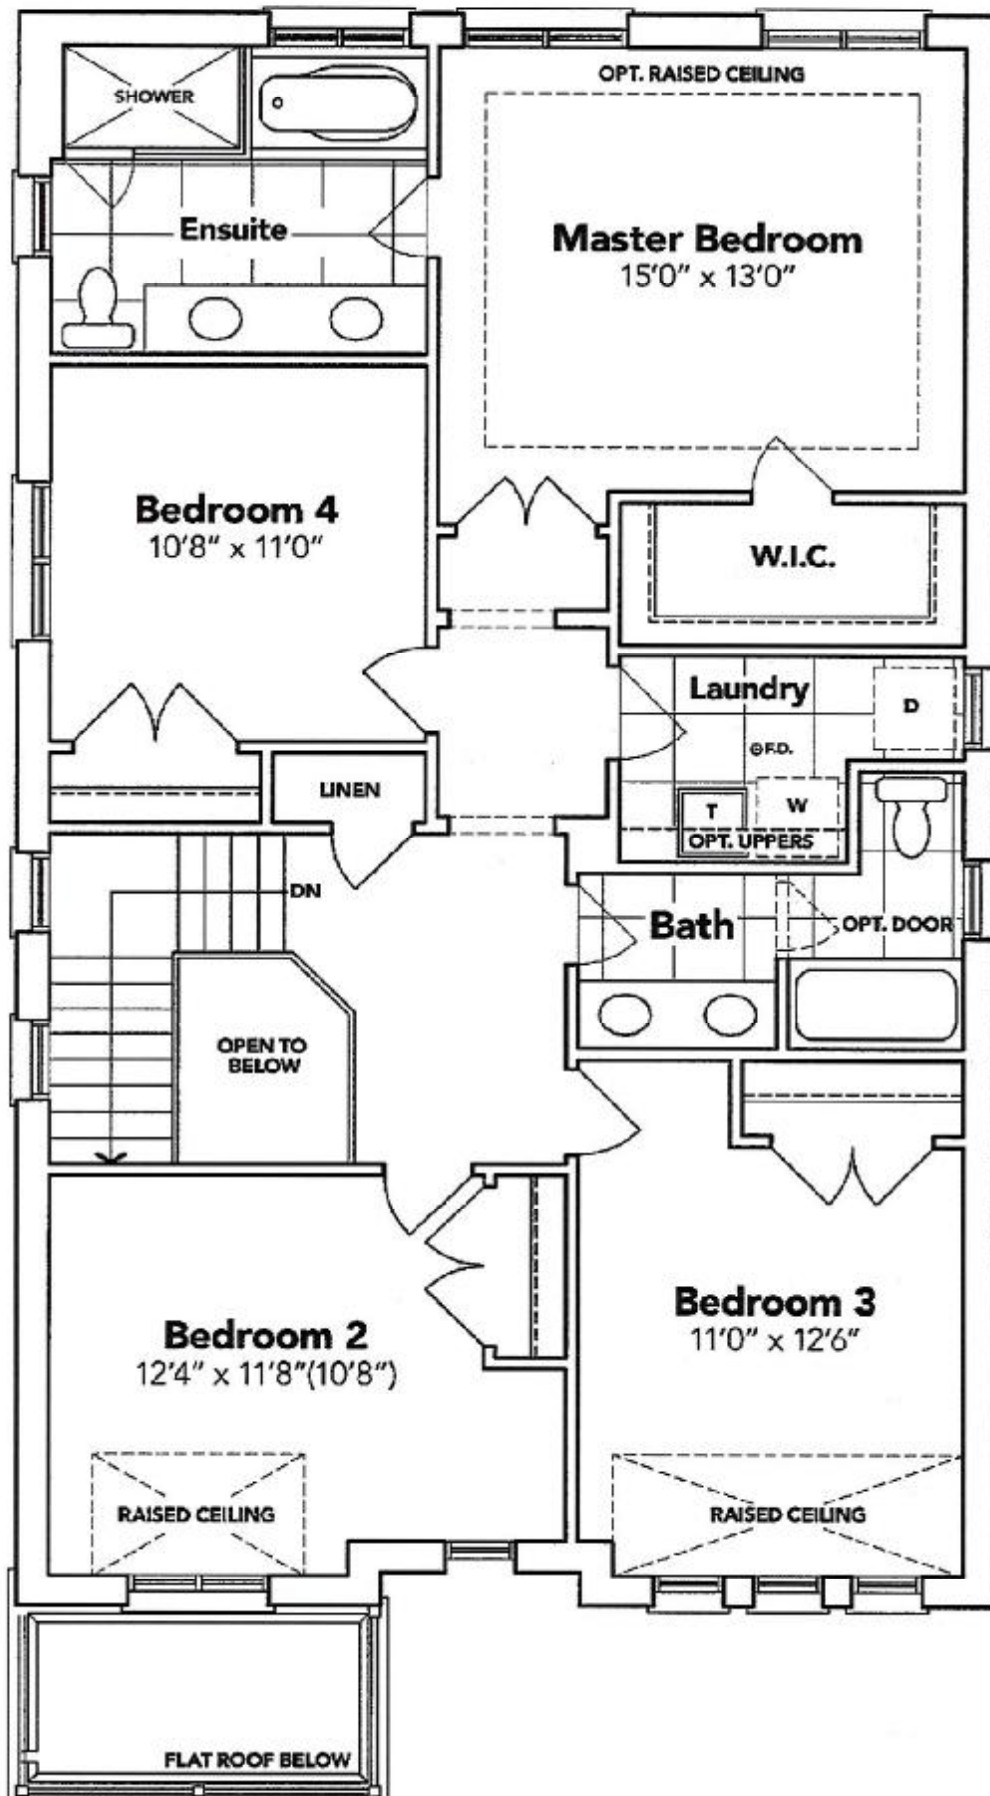 OPT. RAISED CEILING
SHOWER
Ensuite
Master Bedroom
15'0" x 13'0"
Bedroom 4
10'8" x 11'0"
W.I.C.
Laundry
D
F.D.
LINEN
T
W
OPT. UPPERS
DN
Bath
OPT. DOOR
OPEN TO
BELOW
Bedroom 3
11'0" x 12'6"
Bedroom 2
12'4" x 11'8"(10'8")
RAISED CEILING
RAISED CEILING
FLAT ROOF BELOW